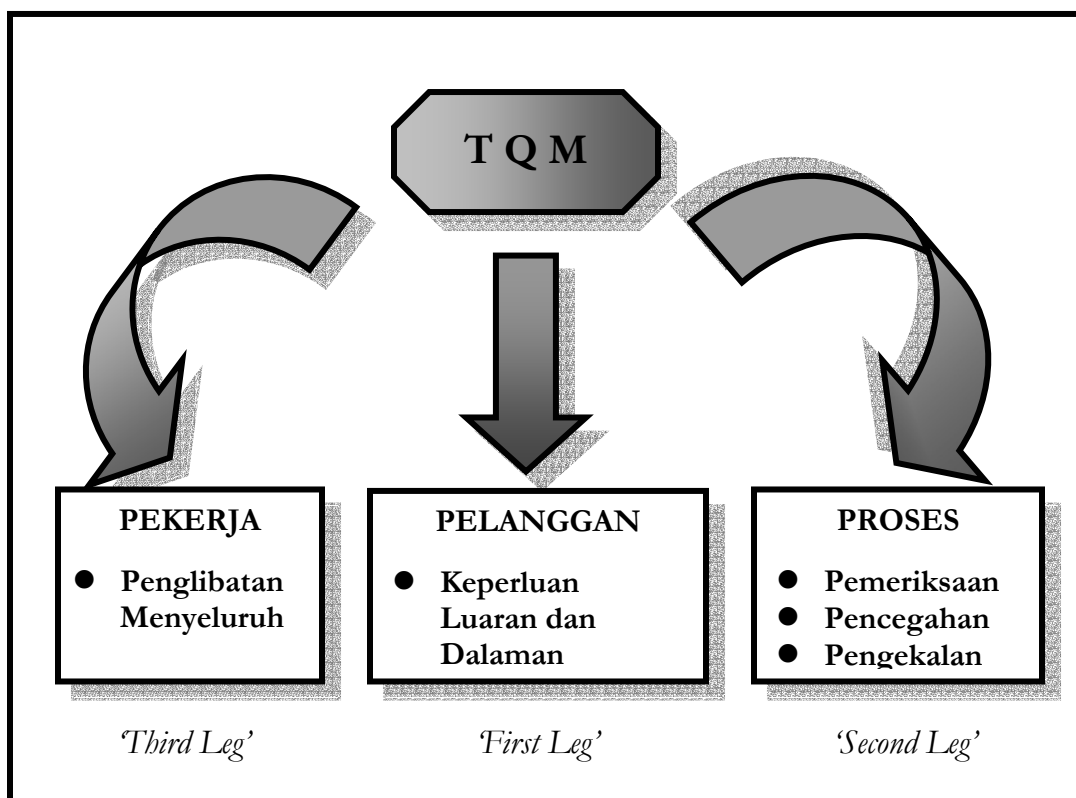 T Q M
PEKERJA
● Penglibatan
Menyeluruh
PELANGGAN
● Keperluan
Luaran dan
Dalaman
PROSES
● Pemeriksaan
● Pencegahan
● Pengekalan
‘Third Leg’
‘First Leg’
‘Second Leg’